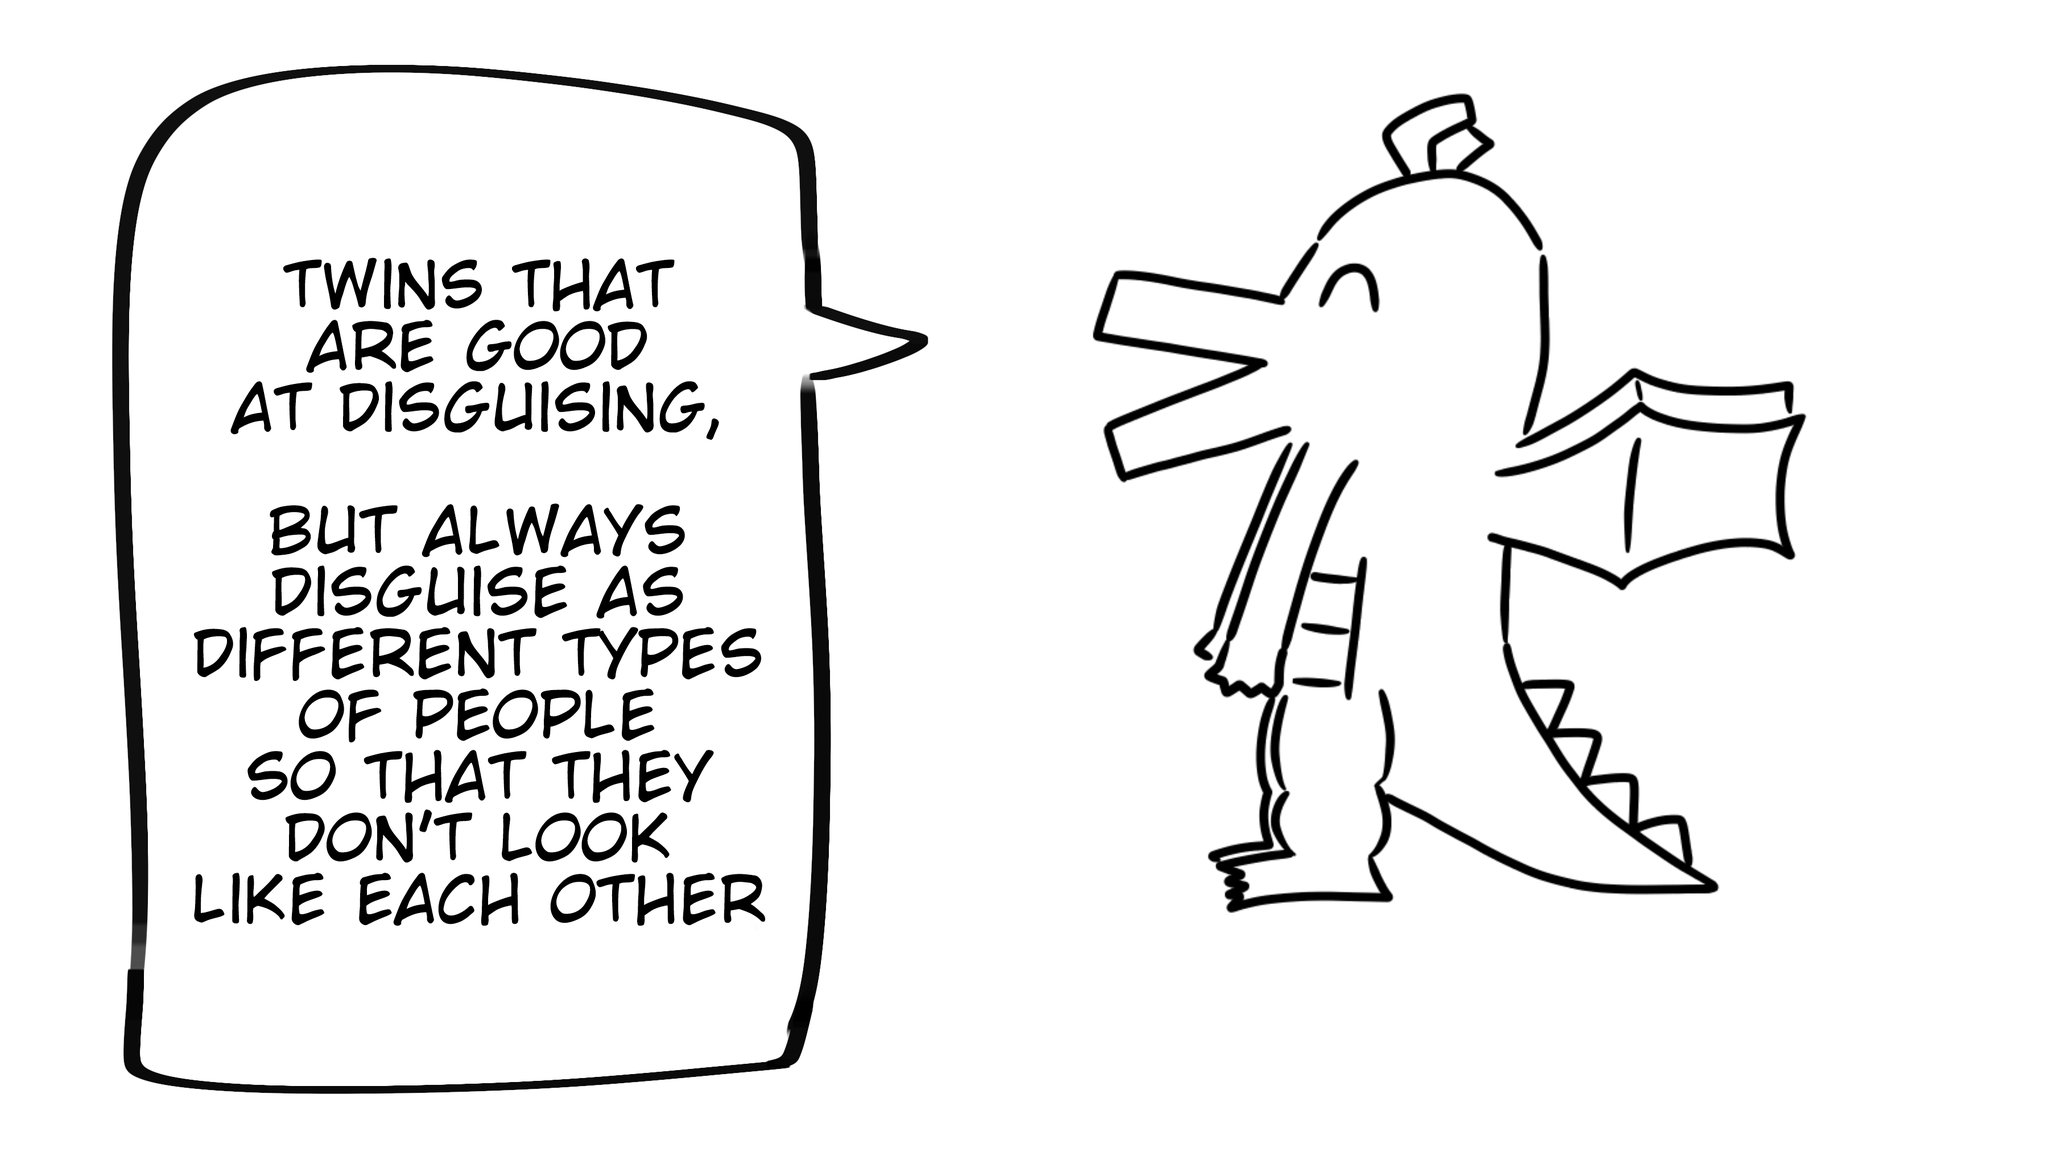 TWINS THAT
ARE GOOD
AT DISGUISING,
BUT ALWAYS
DISGUISE AS
DIFFERENT TYPES
OF PEOPLE
SO THAT THEY
DON'T LOOK
LIKE EACH OTHER